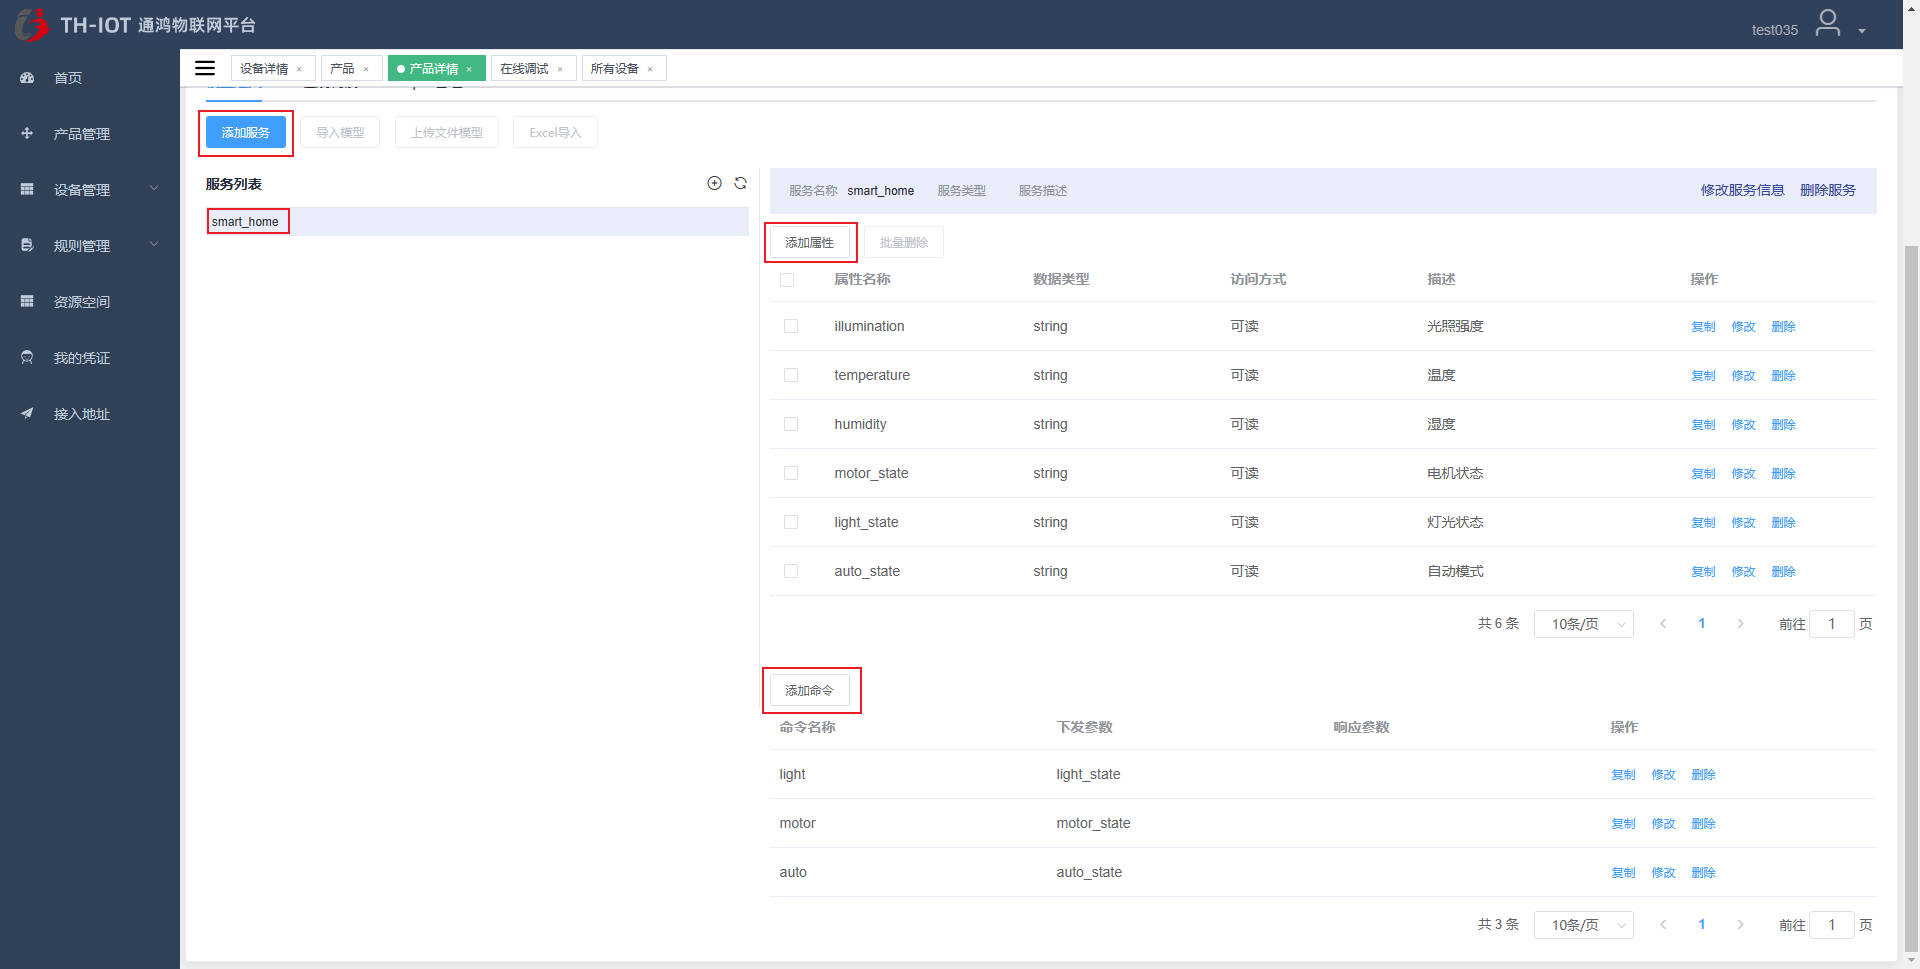 TH-IOT 通鸿物联网平台
test035
首页
产品管理
设备管理
规则管理
资源空间
我的凭证
接入地址
设备详情 × 产品 × 产品详情 × 在线调试 × 所有设备 ×
添加服务 导入模型 上传文件模型 Excel导入
服务列表
smart_home
服务名称 smart_home 服务类型 服务描述 修改服务信息 删除服务
添加属性 批量删除
属性名称 数据类型 访问方式 描述 操作
illumination string 可读 光照强度 复制 修改 删除
temperature string 可读 温度 复制 修改 删除
humidity string 可读 湿度 复制 修改 删除
motor_state string 可读 电机状态 复制 修改 删除
light_state string 可读 灯光状态 复制 修改 删除
auto_state string 可读 自动模式 复制 修改 删除
共 6 条 10条/页 1 前往 1 页
添加命令
命令名称 下发参数 响应参数 操作
light light_state 复制 修改 删除
motor motor_state 复制 修改 删除
auto auto_state 复制 修改 删除
共 3 条 10条/页 1 前往 1 页